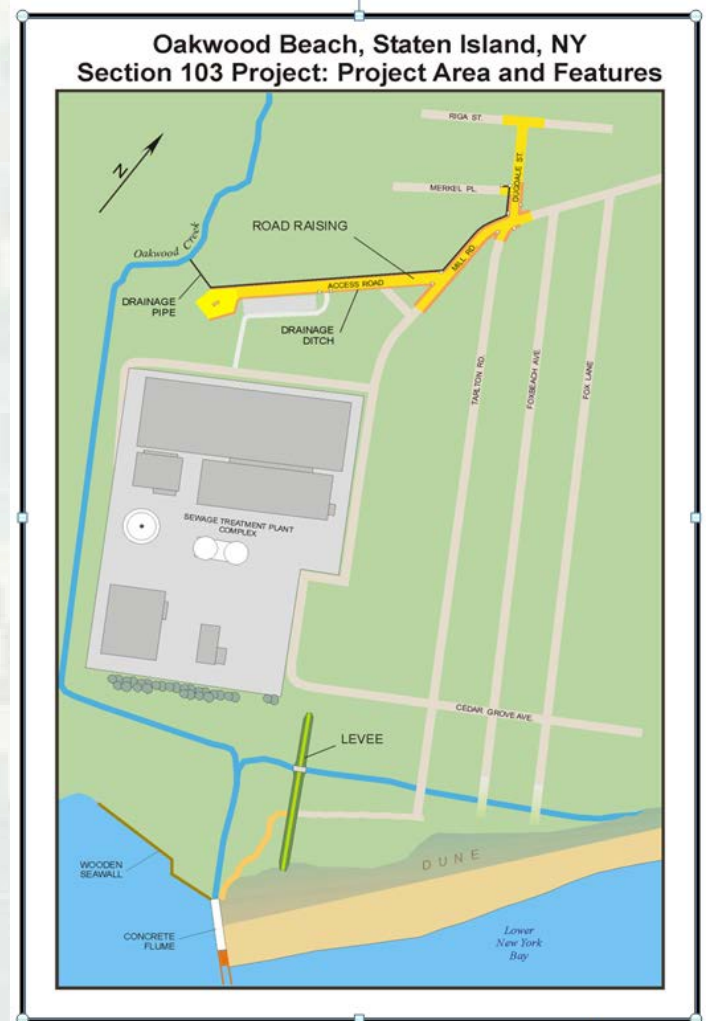 Oakwood Beach, Staten Island, NY
Section 103 Project: Project Area and Features
RIGA ST.
N
DUGDALE ST.
MERKEL PL.
Oakwood Creek
ROAD RAISING
MILL RD.
ACCESS ROAD
DRAINAGE
PIPE
DRAINAGE
DITCH
TARLTON RD.
FOXBEACH AVE
FOX LANE
SEWAGE TREATMENT PLANT
COMPLEX
CEDAR GROVE AVE.
LEVEE
DUNE
WOODEN
SEAWALL
CONCRETE
FLUME
Lower
New York
Bay